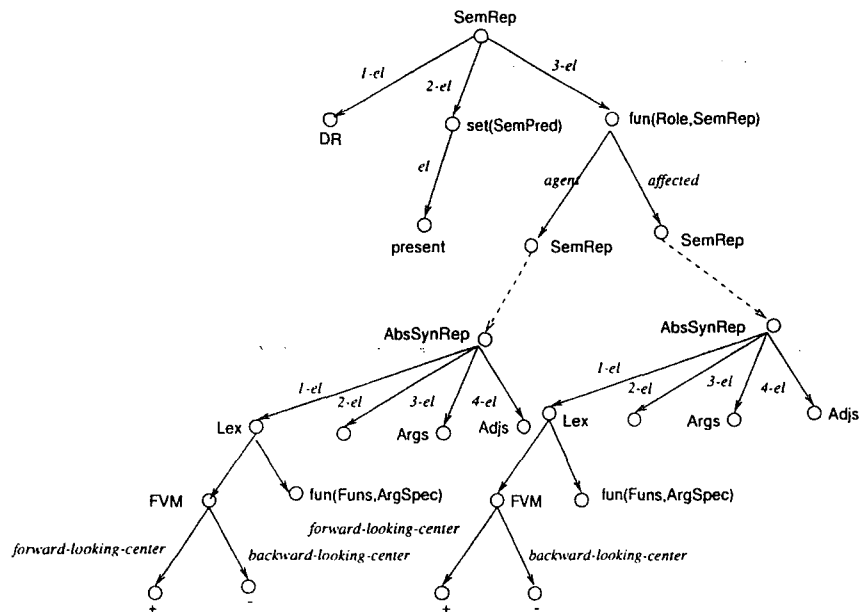 SemRep
1-el
2-el
3-el
DR
set(SemPred)
fun(Role,SemRep)
el
agent
affected
present
SemRep
SemRep
AbsSynRep
AbsSynRep
1-el
2-el
3-el
4-el
1-el
2-el
3-el
4-el
Lex
Args
Adjs
Lex
Args
Adjs
FVM
fun(Funs,ArgSpec)
FVM
fun(Funs,ArgSpec)
forward-looking-center
backward-looking-center
forward-looking-center
backward-looking-center
+
-
+
-